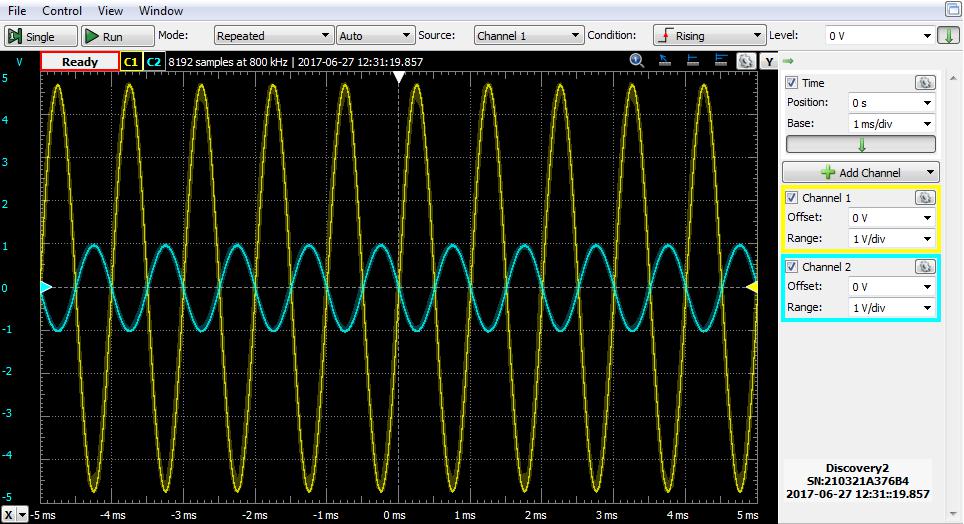 File Control View Window
Single Run Mode: Repeated Auto Source: Channel 1 Condition: Rising Level: 0 V
V Ready C1 C2 8192 samples at 800 kHz | 2017-06-27 12:31:19.857 Y
5
4
3
2
1
0
-1
-2
-3
-4
-5
X -5 ms -4 ms -3 ms -2 ms -1 ms 0 ms 1 ms 2 ms 3 ms 4 ms 5 ms
Time
Position: 0 s
Base: 1 ms/div
Add Channel
Channel 1
Offset: 0 V
Range: 1 V/div
Channel 2
Offset: 0 V
Range: 1 V/div
Discovery2
SN:210321A376B4
2017-06-27 12:31::19.857